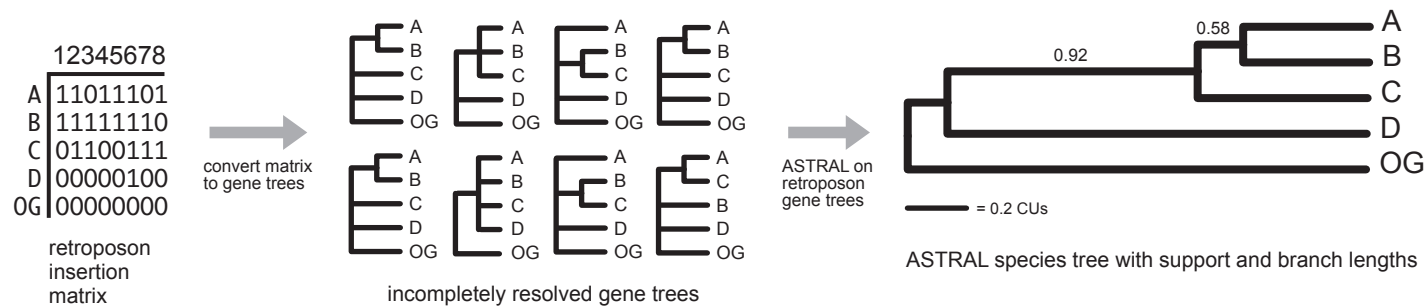 12345678
A 11011101
B 11111110
C 01100111
D 00000100
OG 00000000
retroposon
insertion
matrix
convert matrix
to gene trees
A
B
C
D
OG
A
B
C
D
OG
A
B
C
D
OG
A
B
C
D
OG
A
B
C
D
OG
A
B
C
D
OG
A
B
C
D
OG
A
C
B
D
OG
incompletely resolved gene trees
ASTRAL on
retroposon
gene trees
0.58
0.92
A
B
C
D
OG
= 0.2 CUs
ASTRAL species tree with support and branch lengths